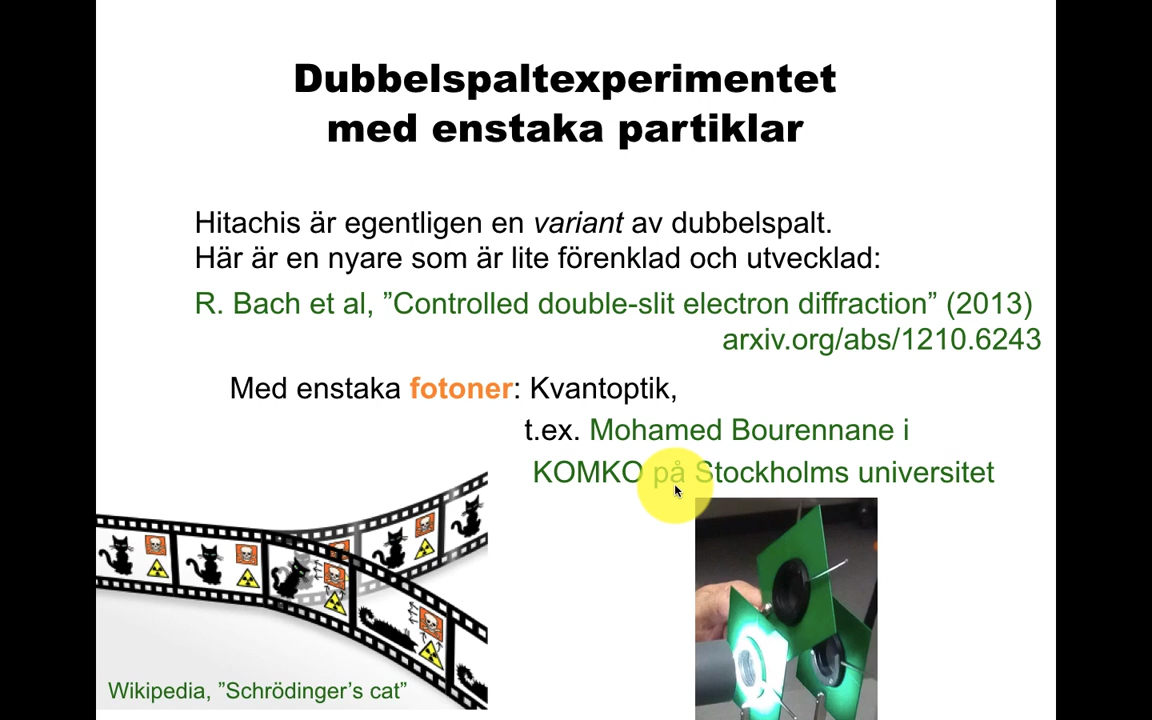 Dubbelspaltexperimentet
med enstaka partiklar
Hitachis är egentligen en variant av dubbelspalt.
Här är en nyare som är lite förenklad och utvecklad:
R. Bach et al, ”Controlled double-slit electron diffraction” (2013)
arxiv.org/abs/1210.6243
Med enstaka fotoner: Kvantoptik,
t.ex. Mohamed Bourennane i
KOMKO på Stockholms universitet
Wikipedia, ”Schrödinger’s cat”